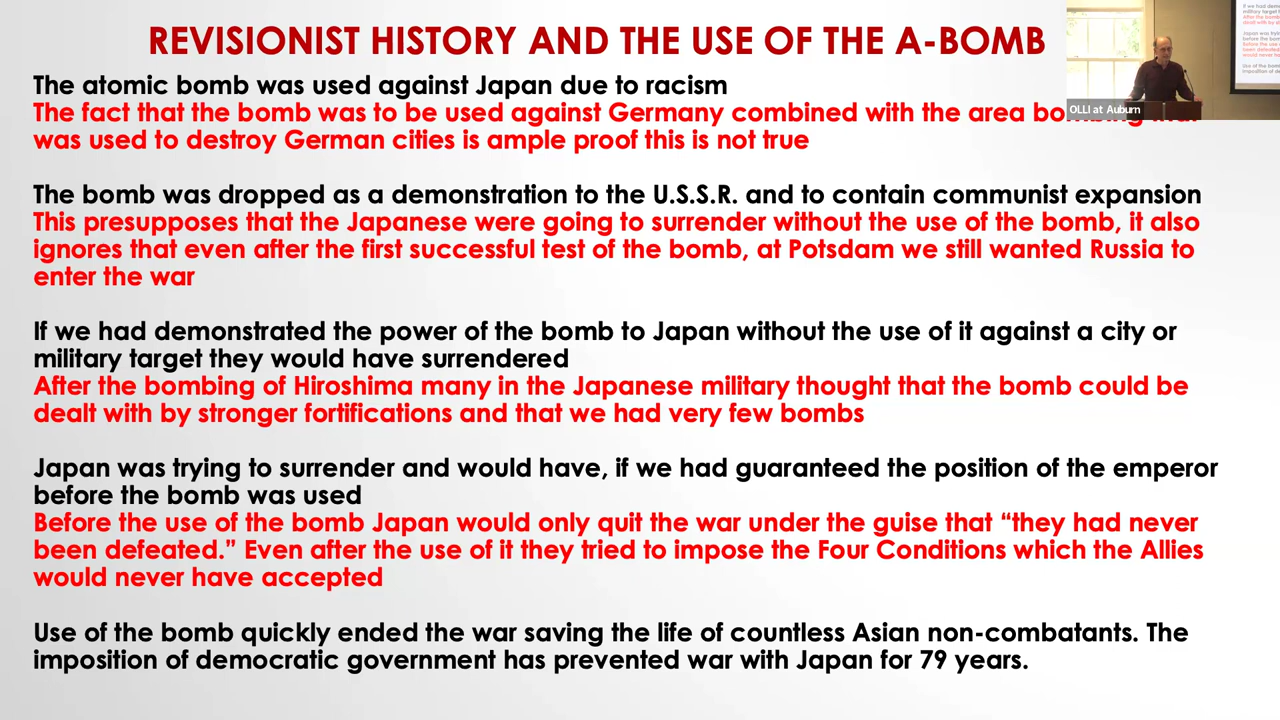 REVISIONIST HISTORY AND THE USE OF THE A-BOMB
The atomic bomb was used against Japan due to racism
The fact that the bomb was to be used against Germany combined with the area
was used to destroy German cities is ample proof this is not true
The bomb was dropped as a demonstration to the U.S.S.R. and to contain communist expansion
This presupposes that the Japanese were going to surrender without the use of the bomb, it also
ignores that even after the first successful test of the bomb, at Potsdam we still wanted Russia to
enter the war
If we had demonstrated the power of the bomb to Japan without the use of it against a city or
military target they would have surrendered
After the bombing of Hiroshima many in the Japanese military thought that the bomb could be
dealt with by stronger fortifications and that we had very few bombs
Japan was trying to surrender and would have, if we had guaranteed the position of the emperor
before the bomb was used
Before the use of the bomb Japan would only quit the war under the guise that “they had never
been defeated.” Even after the use of it they tried to impose the Four Conditions which the Allies
would never have accepted
Use of the bomb quickly ended the war saving the life of countless Asian non-combatants. The
imposition of democratic government has prevented war with Japan for 79 years.
OLLI at Auburn